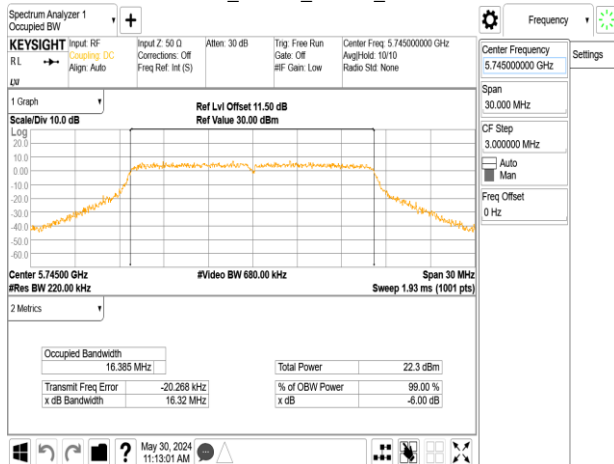 Spectrum Analyzer 1
Occupied BW
Frequency
KEYSIGHT
RL
Input: RF
Coupling: DC
Align: Auto
Input Z: 50 Ω
Corrections: Off
Freq Ref: Int (S)
Atten: 30 dB
Trig: Free Run
Gate: Off
#IF Gain: Low
Center Freq: 5.745000000 GHz
Avg|Hold: 10/10
Radio Std: None
Center Frequency
5.745000000 GHz
Settings
Span
30.000 MHz
CF Step
3.000000 MHz
Auto
Man
Freq Offset
0 Hz
1 Graph
Scale/Div 10.0 dB
Ref Lvl Offset 11.50 dB
Ref Value 30.00 dBm
Log
20.0
10.0
0.00
-10.0
-20.0
-30.0
-40.0
-50.0
-60.0
Center 5.74500 GHz
#Video BW 680.00 kHz
Span 30 MHz
#Res BW 220.00 kHz
Sweep 1.93 ms (1001 pts)
2 Metrics
Occupied Bandwidth
16.385 MHz
Total Power 22.3 dBm
Transmit Freq Error -20.268 kHz
% of OBW Power 99.00 %
x dB Bandwidth 16.32 MHz
x dB -6.00 dB
?
May 30, 2024
11:13:01 AM